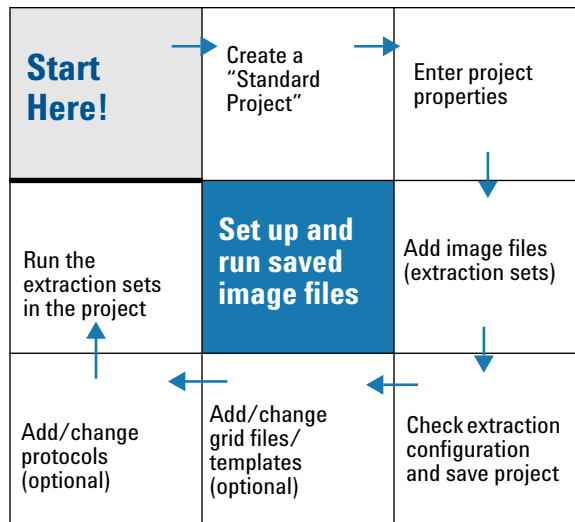 Start
Here!
Create a
“Standard
Project”
Enter project
properties
Run the
extraction sets
in the project
Set up and
run saved
image files
Add image files
(extraction sets)
Add/change
protocols
(optional)
Add/change
grid files/
templates
(optional)
Check extraction
configuration
and save project